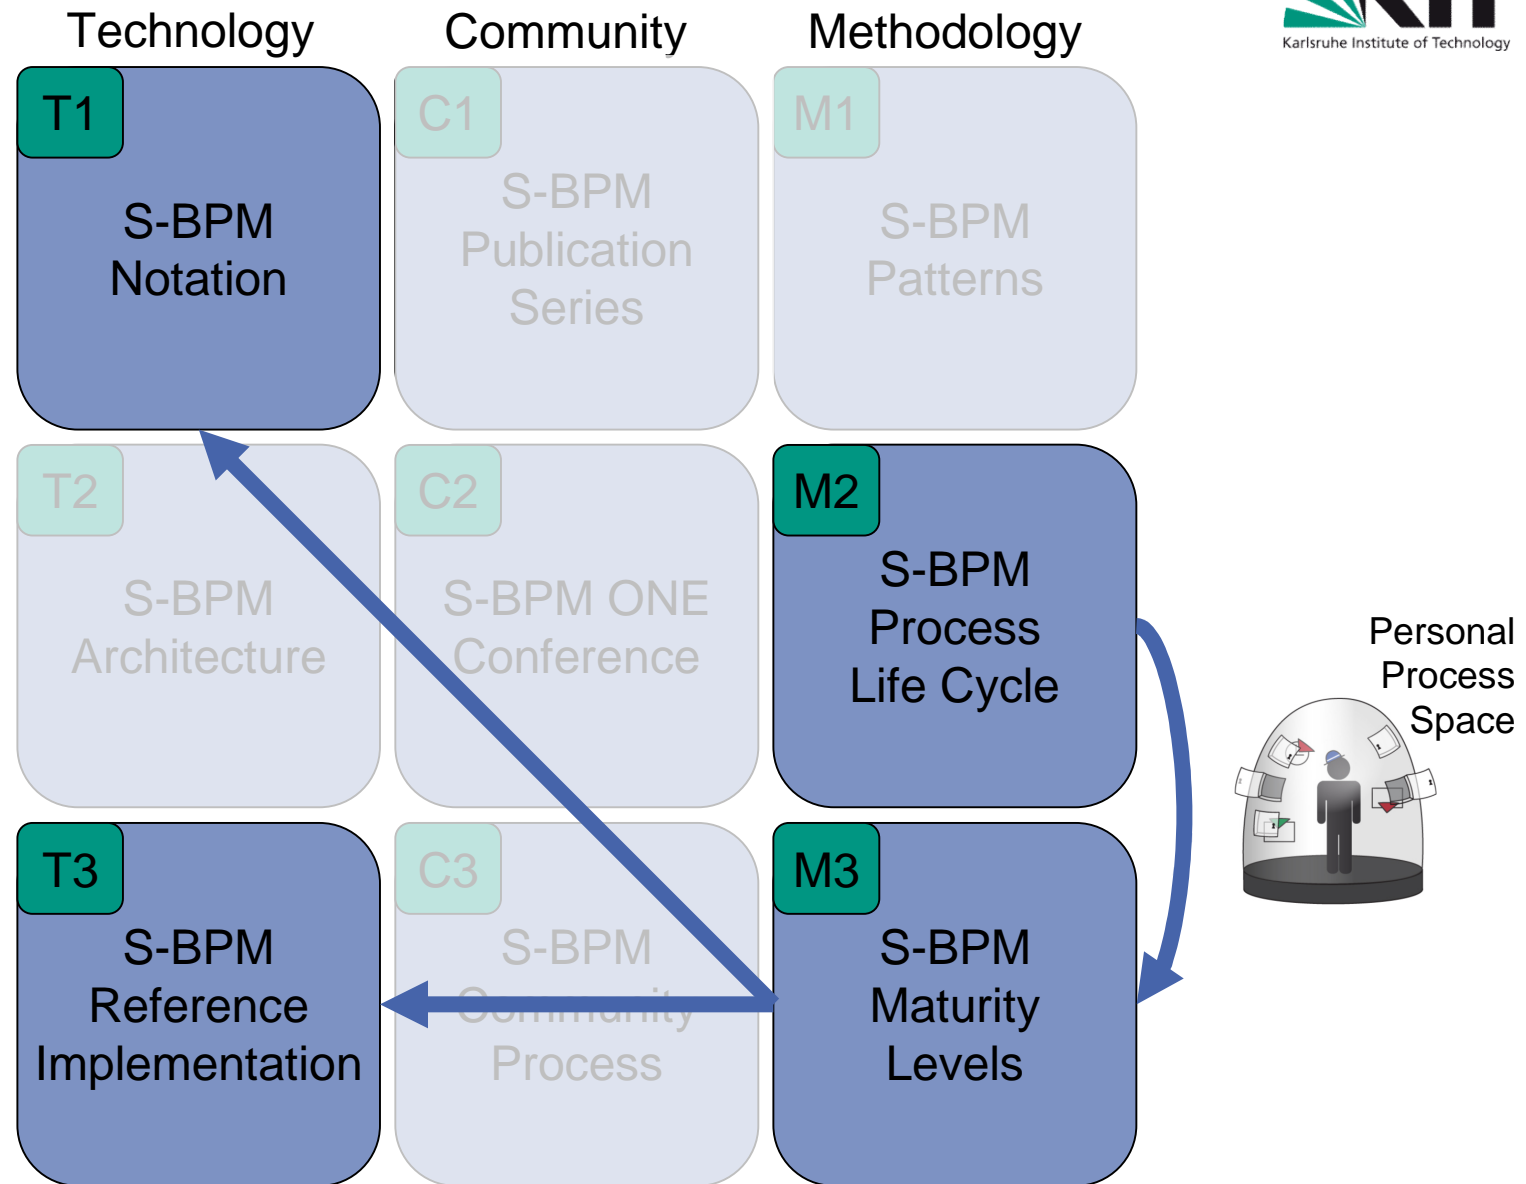 Technology
Community
Methodology
Karlsruhe Institute of Technology
T1
S-BPM
Notation
C1
S-BPM
Publication
Series
M1
S-BPM
Patterns
T2
S-BPM
Architecture
C2
S-BPM ONE
Conference
M2
S-BPM
Process
Life Cycle
Personal
Process
Space
T3
S-BPM
Reference
Implementation
C3
S-BPM
Community
Process
M3
S-BPM
Maturity
Levels